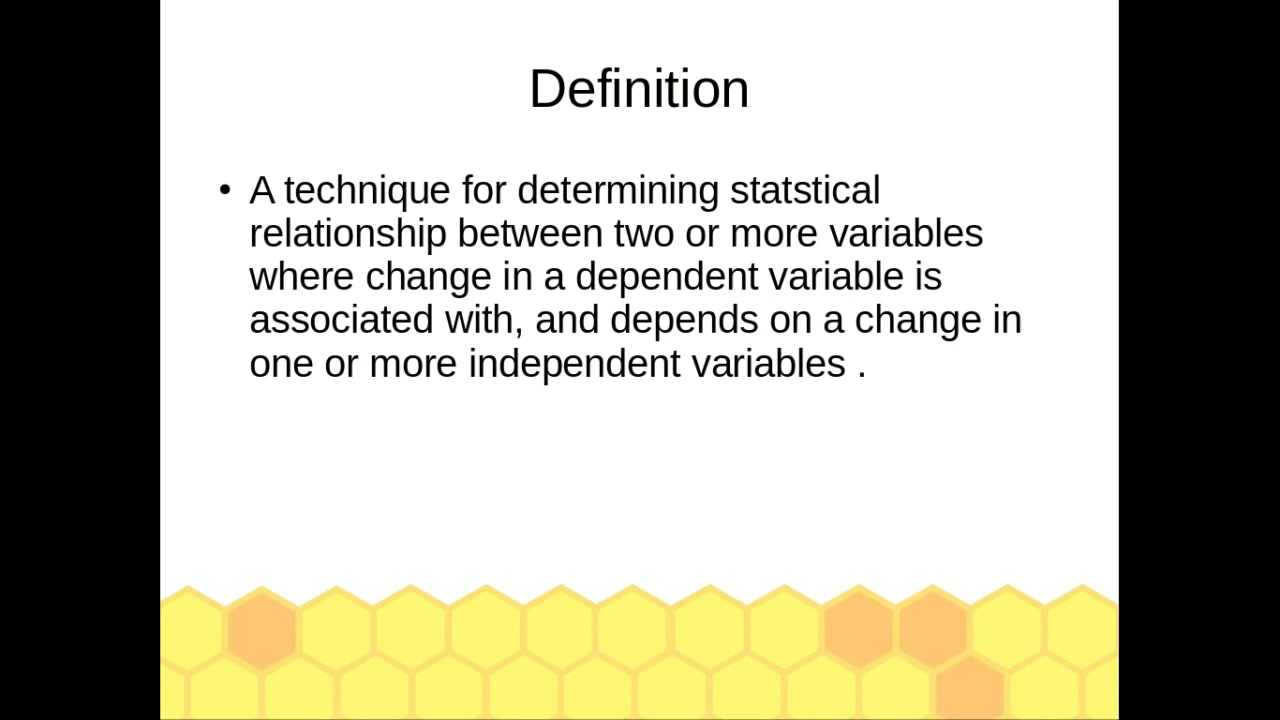 Definition
• A technique for determining statstical
relationship between two or more variables
where change in a dependent variable is
associated with, and depends on a change in
one or more independent variables .